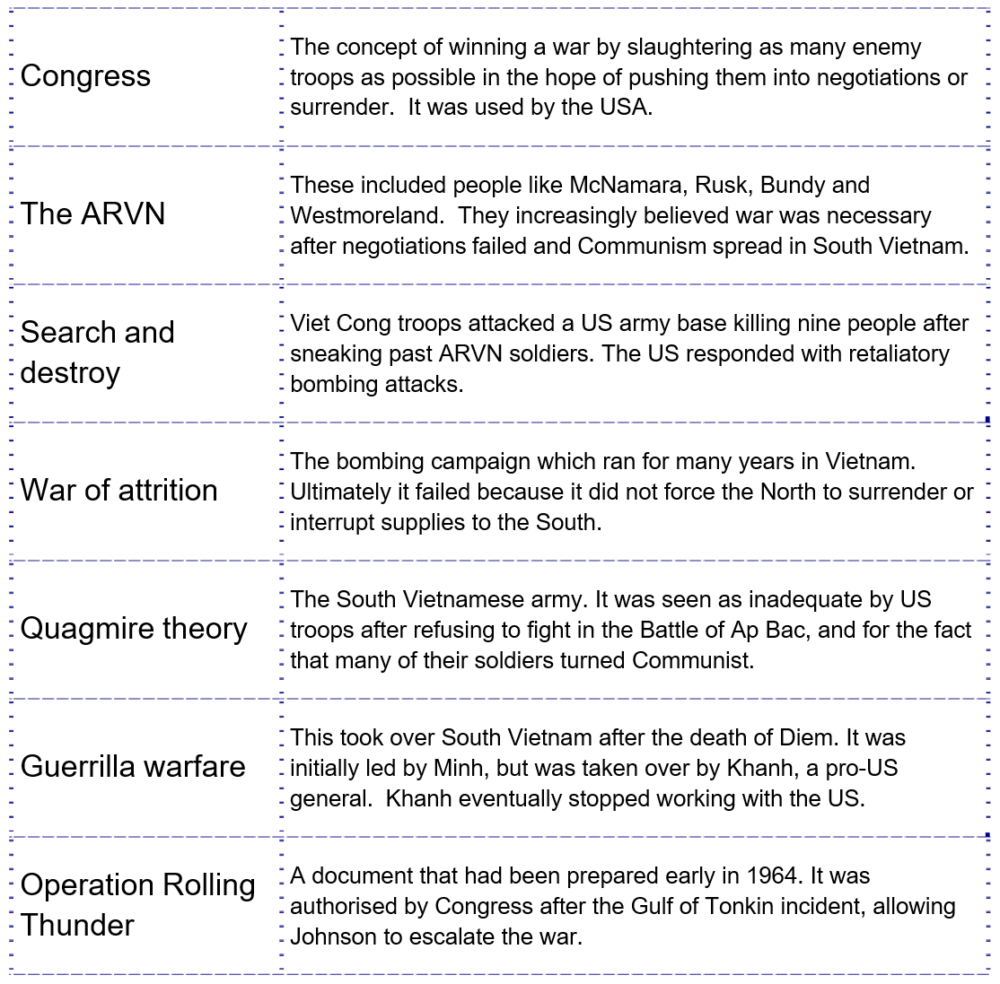 Congress
The concept of winning a war by slaughtering as many enemy
troops as possible in the hope of pushing them into negotiations or
surrender.  It was used by the USA.
The ARVN
These included people like McNamara, Rusk, Bundy and
Westmoreland.  They increasingly believed war was necessary
after negotiations failed and Communism spread in South Vietnam.
Search and
destroy
Viet Cong troops attacked a US army base killing nine people after
sneaking past ARVN soldiers. The US responded with retaliatory
bombing attacks.
War of attrition
The bombing campaign which ran for many years in Vietnam.
Ultimately it failed because it did not force the North to surrender or
interrupt supplies to the South.
Quagmire theory
The South Vietnamese army. It was seen as inadequate by US
troops after refusing to fight in the Battle of Ap Bac, and for the fact
that many of their soldiers turned Communist.
Guerrilla warfare
This took over South Vietnam after the death of Diem. It was
initially led by Minh, but was taken over by Khanh, a pro-US
general.  Khanh eventually stopped working with the US.
Operation Rolling
Thunder
A document that had been prepared early in 1964. It was
authorised by Congress after the Gulf of Tonkin incident, allowing
Johnson to escalate the war.